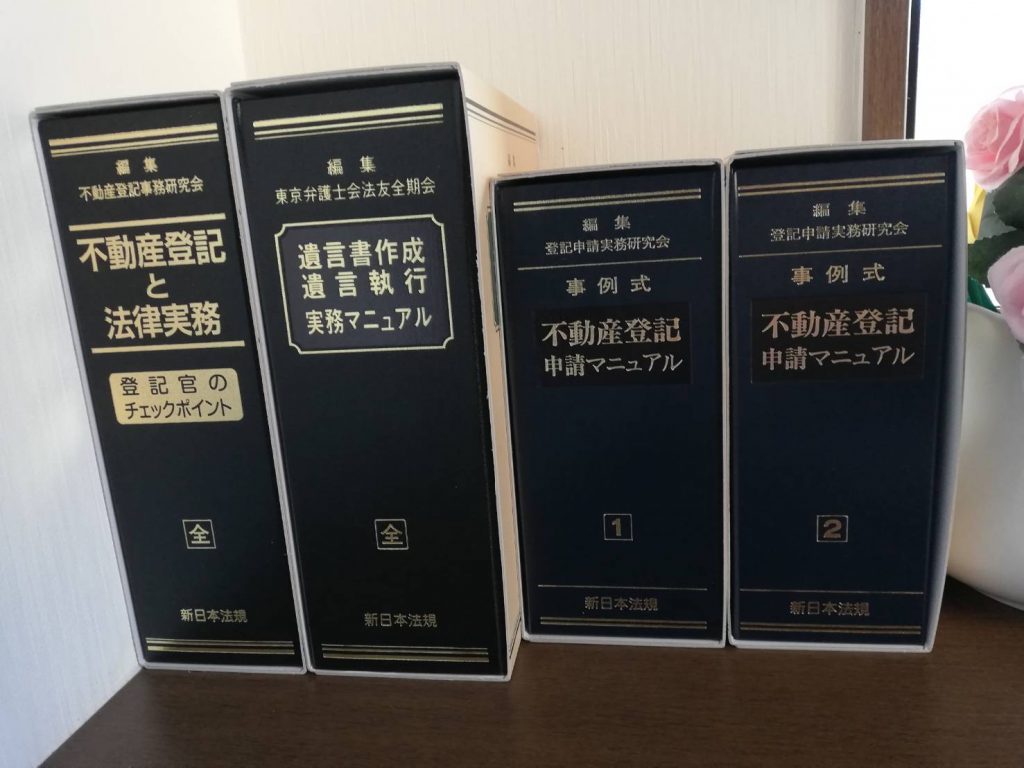 編集
不動産登記事務研究会
不動産登記
と
法律実務
登記官の
チェックポイント
全
新日本法規
編集
東京弁護士会法友全期会
遺言書作成
遺言執行
実務マニュアル
全
新日本法規
編集
登記申請実務研究会
事例式
不動産登記
申請マニュアル
1
新日本法規
編集
登記申請実務研究会
事例式
不動産登記
申請マニュアル
2
新日本法規